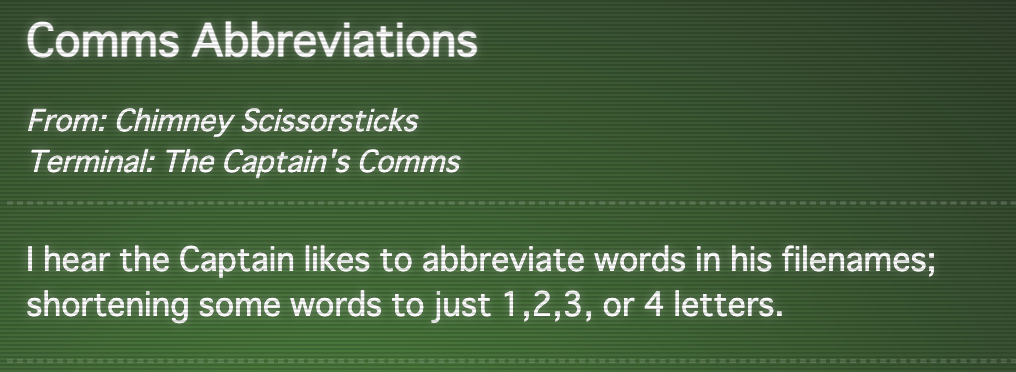 Comms Abbreviations
From: Chimney Scissorsticks
Terminal: The Captain's Comms
I hear the Captain likes to abbreviate words in his filenames;
shortening some words to just 1,2,3, or 4 letters.